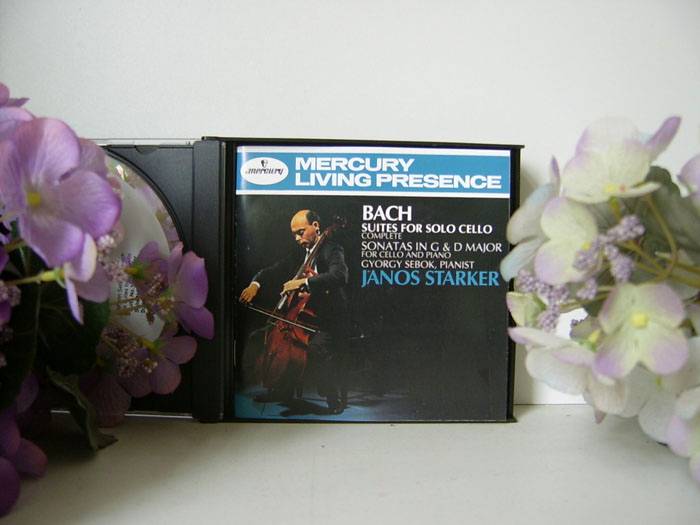 mercury
MERCURY
LIVING PRESENCE
BACH
SUITES FOR SOLO CELLO
COMPLETE
SONATAS IN G & D MAJOR
FOR CELLO AND PIANO
GYORGY SEBOK, PIANIST
JANOS STARKER